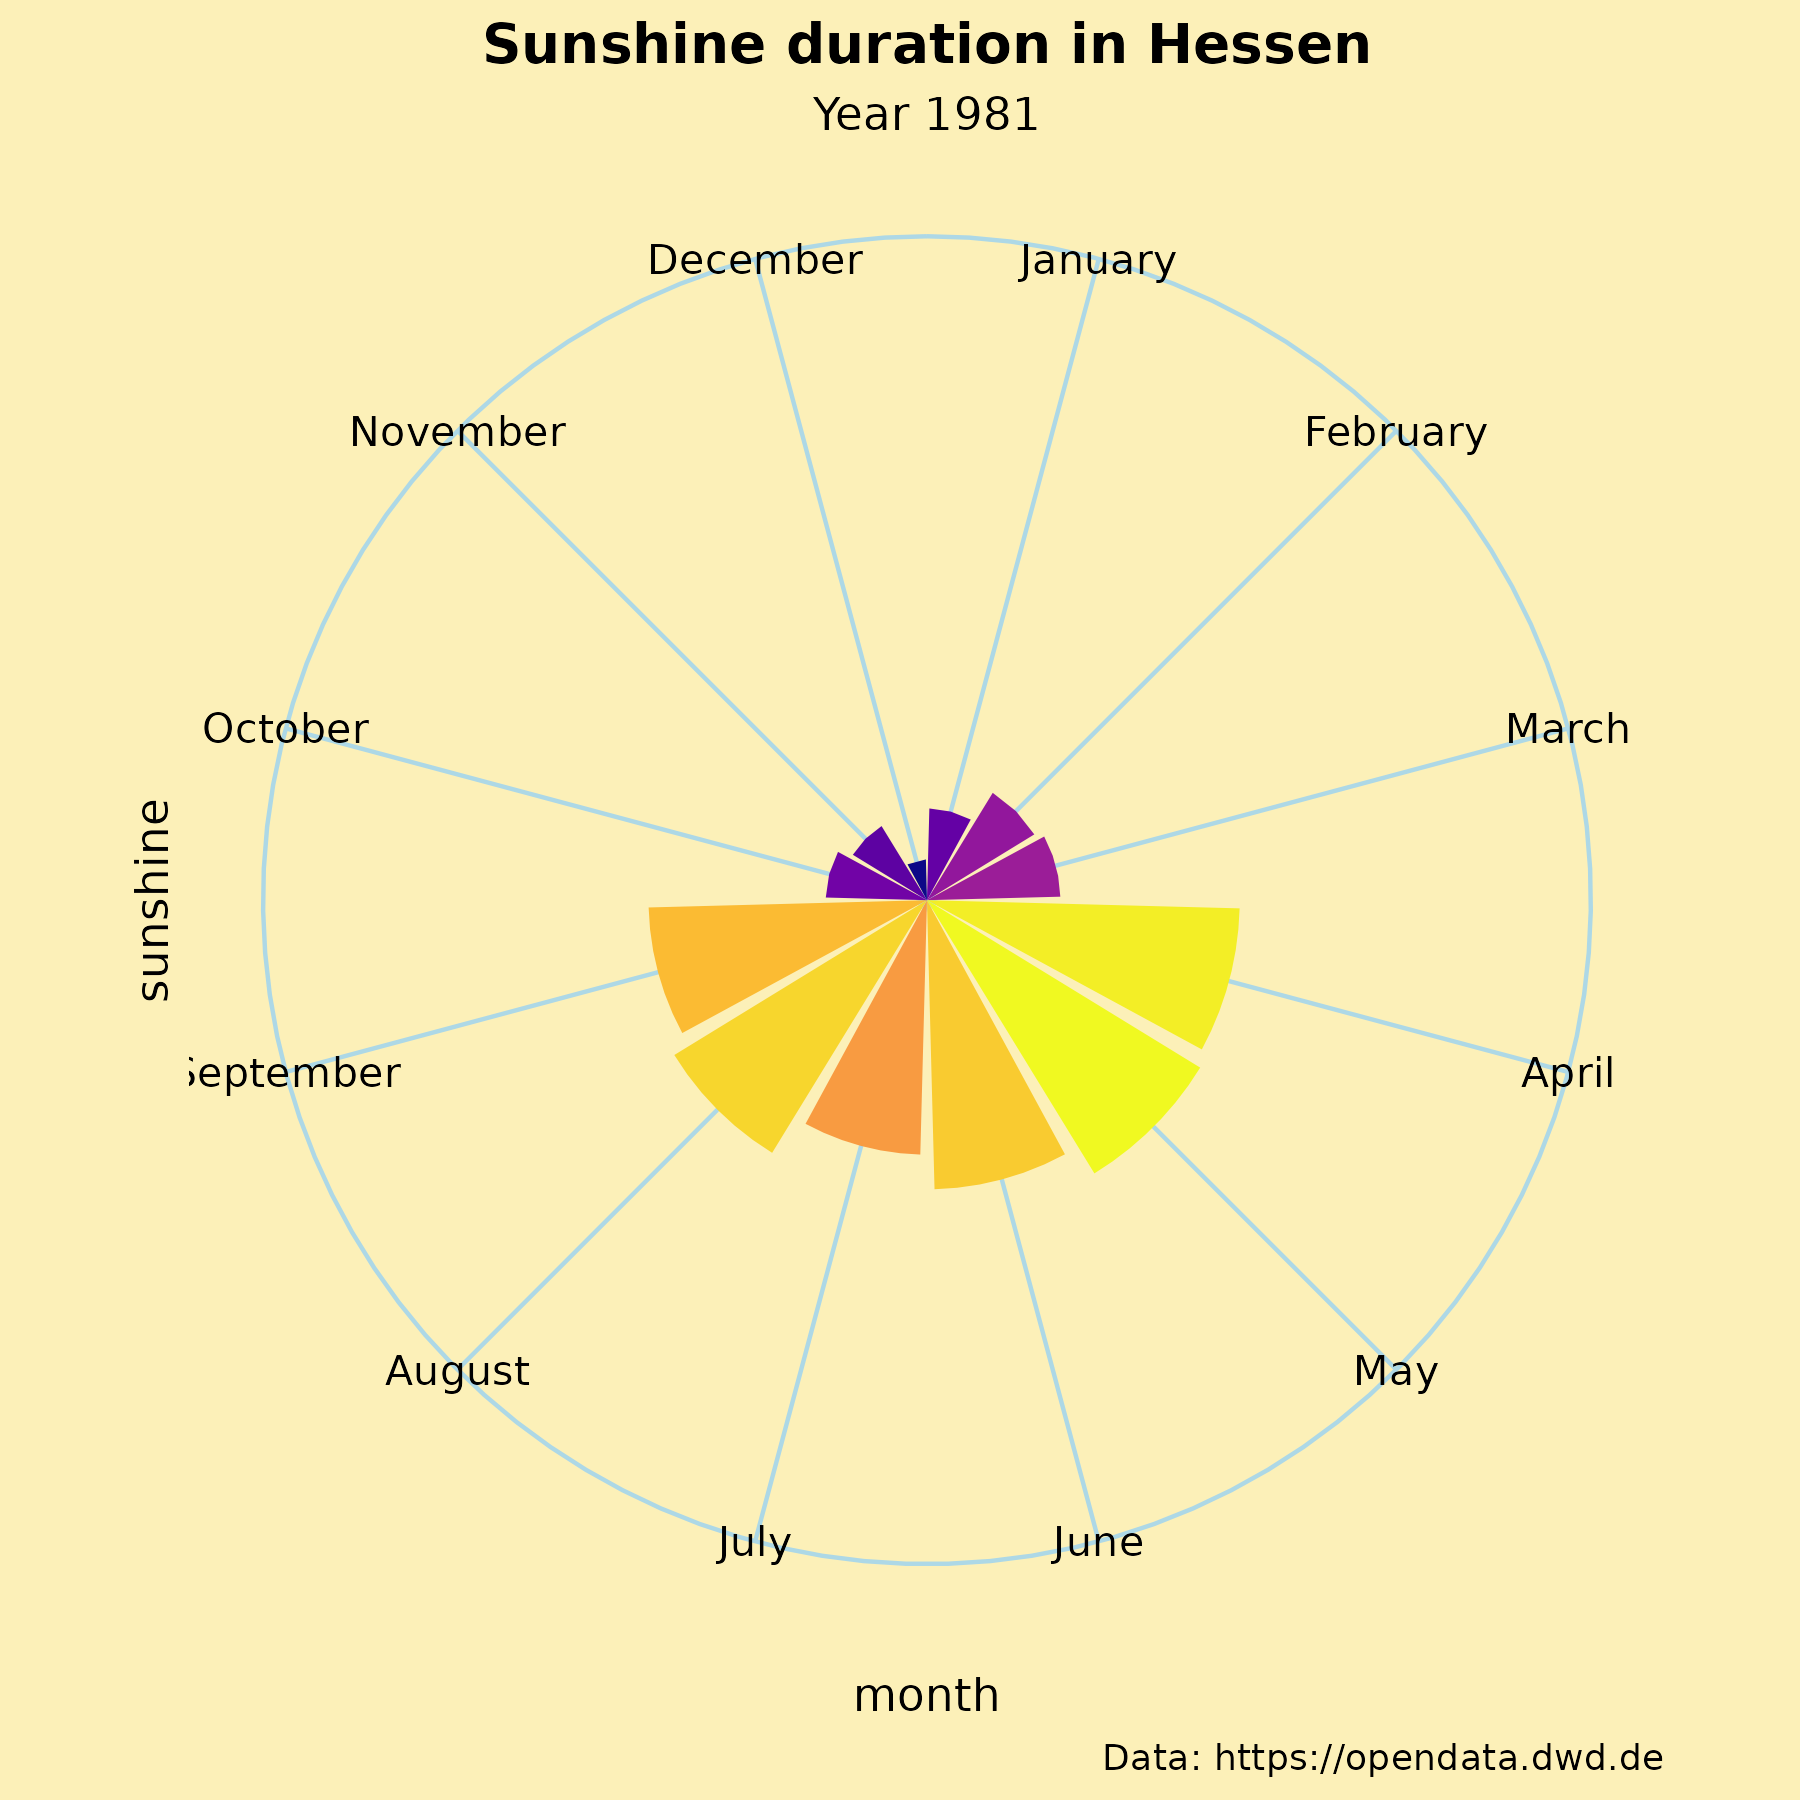 Sunshine duration in Hessen
Year 1981
December
January
November
February
October
March
sunshine
September
April
August
May
July
June
month
Data: https://opendata.dwd.de